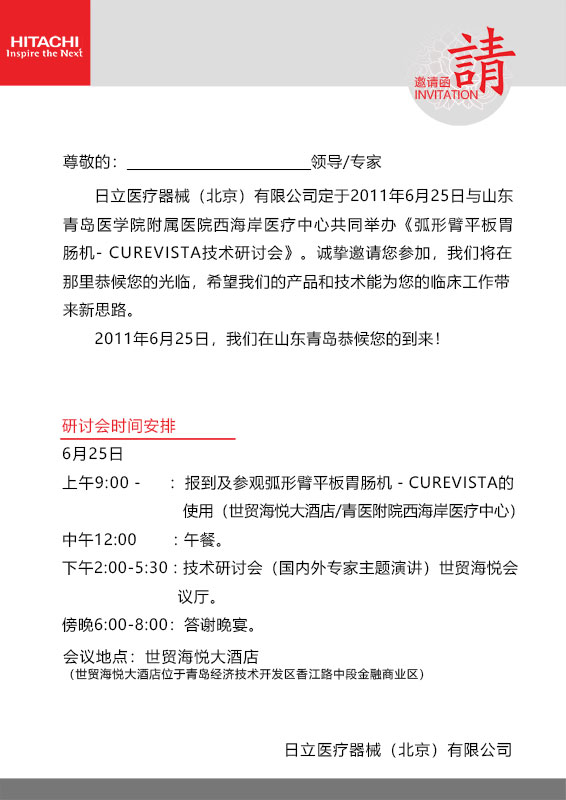 HITACHI
Inspire the Next
請
邀请函
INVITATION
尊敬的：____________________领导/专家
日立医疗器械（北京）有限公司定于2011年6月25日与山东
青岛医学院附属医院西海岸医疗中心共同举办《弧形臂平板胃
肠机- CUREVISTA技术研讨会》。诚挚邀请您参加，我们将在
那里恭候您的光临，希望我们的产品和技术能为您的临床工作带
来新思路。
2011年6月25日，我们在山东青岛恭候您的到来！
研讨会时间安排
6月25日
上午9:00 -　：报到及参观弧形臂平板胃肠机 - CUREVISTA的
使用（世贸海悦大酒店/青医附院西海岸医疗中心）
中午12:00　：午餐。
下午2:00-5:30：技术研讨会（国内外专家主题演讲）世贸海悦会
议厅。
傍晚6:00-8:00：答谢晚宴。
会议地点：世贸海悦大酒店
（世贸海悦大酒店位于青岛经济技术开发区香江路中段金融商业区）
日立医疗器械（北京）有限公司